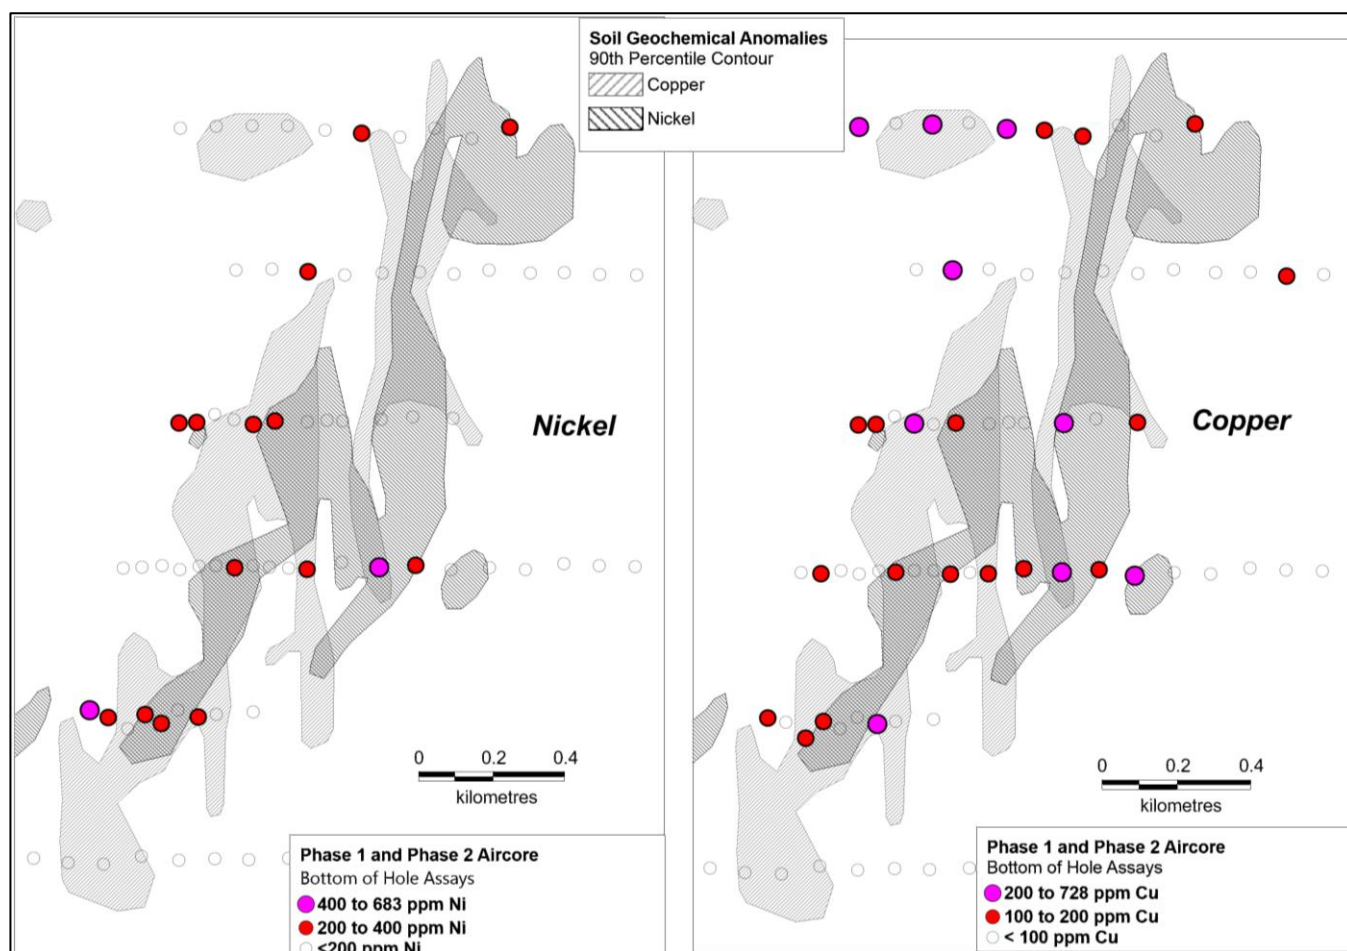 Soil Geochemical Anomalies
90th Percentile Contour
Copper
Nickel
Nickel
0 0.2 0.4
kilometres
Phase 1 and Phase 2 Aircore
Bottom of Hole Assays
400 to 683 ppm Ni
200 to 400 ppm Ni
<200 ppm Ni
Copper
0 0.2 0.4
kilometres
Phase 1 and Phase 2 Aircore
Bottom of Hole Assays
200 to 728 ppm Cu
100 to 200 ppm Cu
< 100 ppm Cu